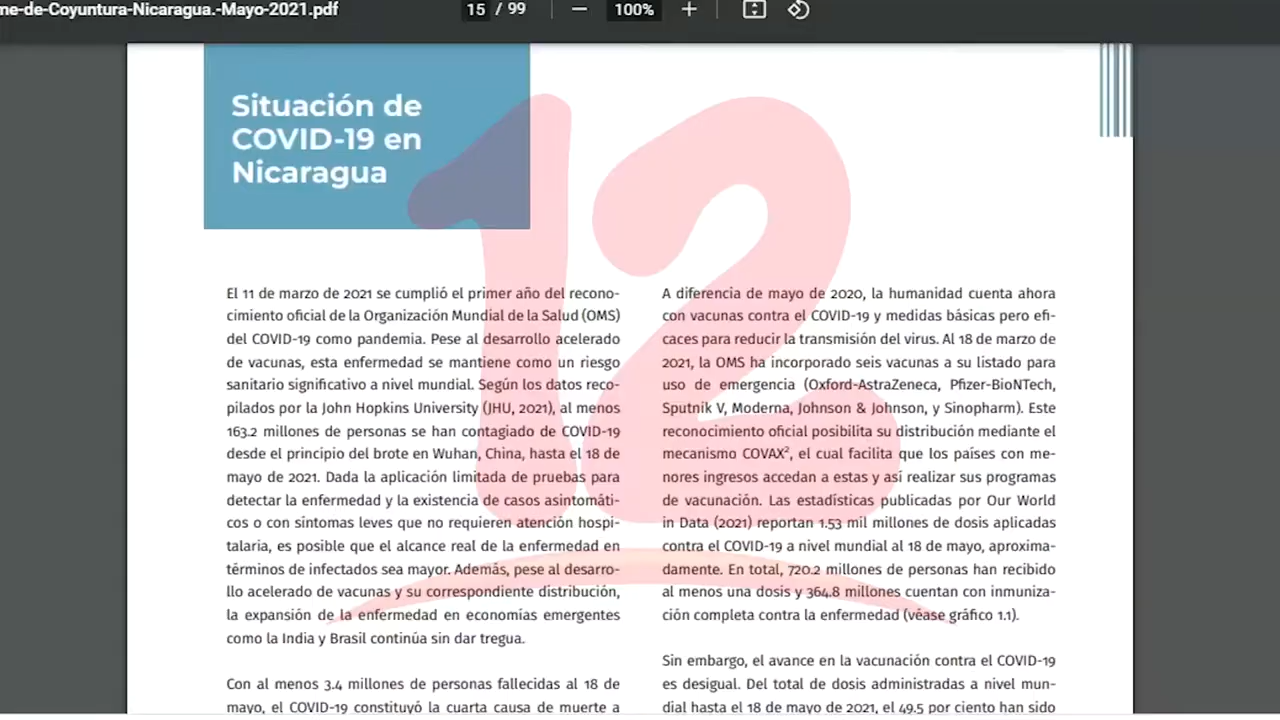 me-de-Coyuntura-Nicaragua.-Mayo-2021.pdf
15 / 99
100%
Situación de
COVID-19 en
Nicaragua
12
El 11 de marzo de 2021 se cumplió el primer año del recono-
cimiento oficial de la Organización Mundial de la Salud (OMS)
del COVID-19 como pandemia. Pese al desarrollo acelerado
de vacunas, esta enfermedad se mantiene como un riesgo
sanitario significativo a nivel mundial. Según los datos reco-
pilados por la John Hopkins University (JHU, 2021), al menos
163.2 millones de personas se han contagiado de COVID-19
desde el principio del brote en Wuhan, China, hasta el 18 de
mayo de 2021. Dada la aplicación limitada de pruebas para
detectar la enfermedad y la existencia de casos asintomáti-
cos o con síntomas leves que no requieren atención hospi-
talaria, es posible que el alcance real de la enfermedad en
términos de infectados sea mayor. Además, pese al desarro-
llo acelerado de vacunas y su correspondiente distribución,
la expansión de la enfermedad en economías emergentes
como la India y Brasil continúa sin dar tregua.
Con al menos 3.4 millones de personas fallecidas al 18 de
mayo, el COVID-19 constituyó la cuarta causa de muerte a
A diferencia de mayo de 2020, la humanidad cuenta ahora
con vacunas contra el COVID-19 y medidas básicas pero efi-
caces para reducir la transmisión del virus. Al 18 de marzo de
2021, la OMS ha incorporado seis vacunas a su listado para
uso de emergencia (Oxford-AstraZeneca, Pfizer-BioNTech,
Sputnik V, Moderna, Johnson & Johnson, y Sinopharm). Este
reconocimiento oficial posibilita su distribución mediante el
mecanismo COVAX², el cual facilita que los países con me-
nores ingresos accedan a estas y así realizar sus programas
de vacunación. Las estadísticas publicadas por Our World
in Data (2021) reportan 1.53 mil millones de dosis aplicadas
contra el COVID-19 a nivel mundial al 18 de mayo, aproxima-
damente. En total, 720.2 millones de personas han recibido
al menos una dosis y 364.8 millones cuentan con inmuniza-
ción completa contra la enfermedad (véase gráfico 1.1).
Sin embargo, el avance en la vacunación contra el COVID-19
es desigual. Del total de dosis administradas a nivel mun-
dial hasta el 18 de mayo de 2021, el 49.5 por ciento han sido